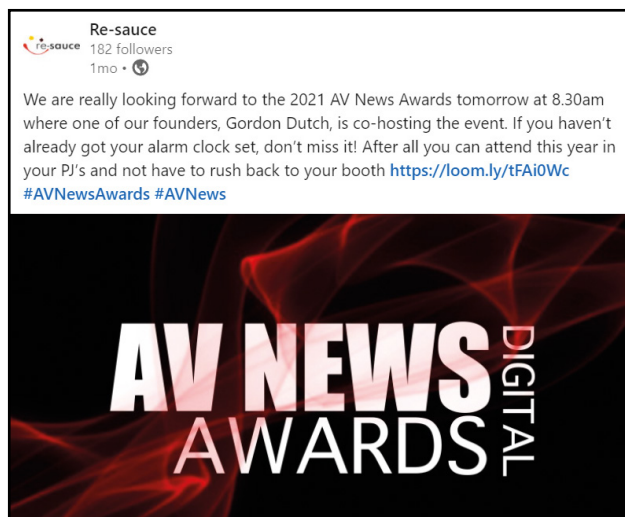 re-sauce
Re-sauce
182 followers
1mo •
We are really looking forward to the 2021 AV News Awards tomorrow at 8.30am
where one of our founders, Gordon Dutch, is co-hosting the event. If you haven’t
already got your alarm clock set, don’t miss it! After all you can attend this year in
your PJ’s and not have to rush back to your booth https://loom.ly/tFAi0Wc
#AVNewsAwards #AVNews
AV NEWS
AWARDS
DIGITAL